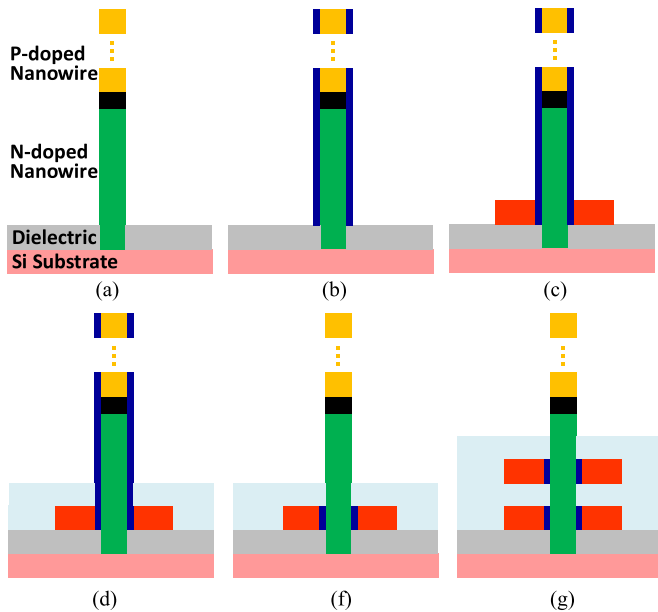 P-doped
Nanowire
N-doped
Nanowire
Dielectric
Si Substrate
(a)
(b)
(c)
(d)
(f)
(g)